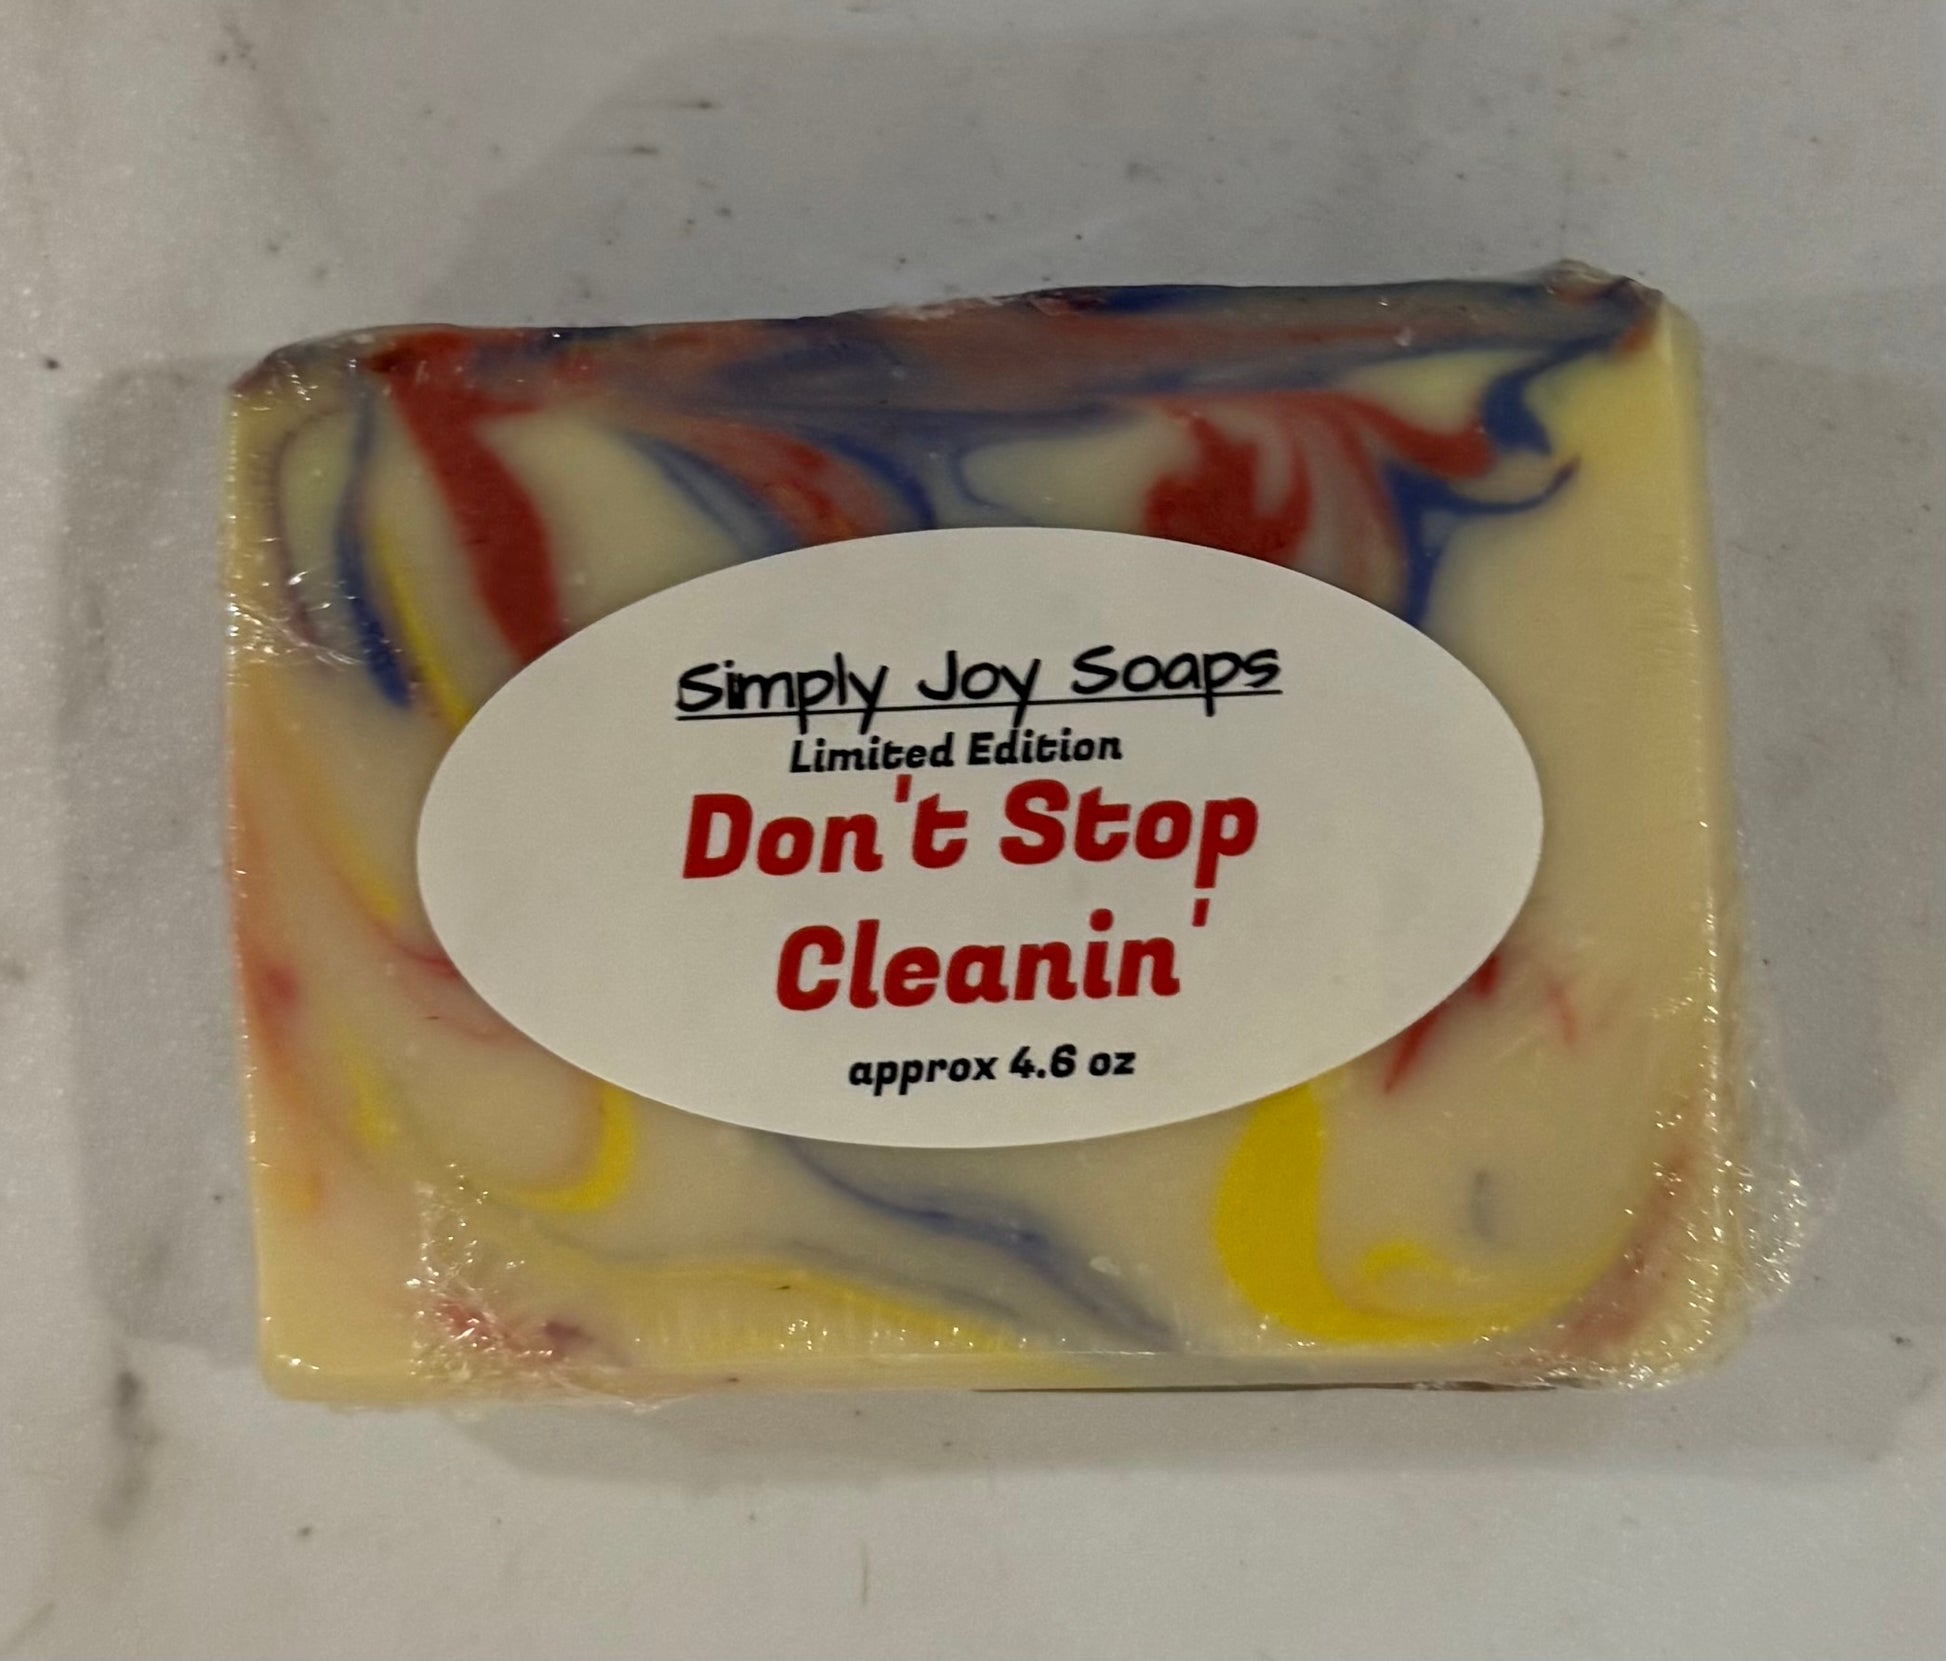 Simply Joy Soaps
Limited Edition
Don't Stop
Cleanin'
approx 4.6 oz